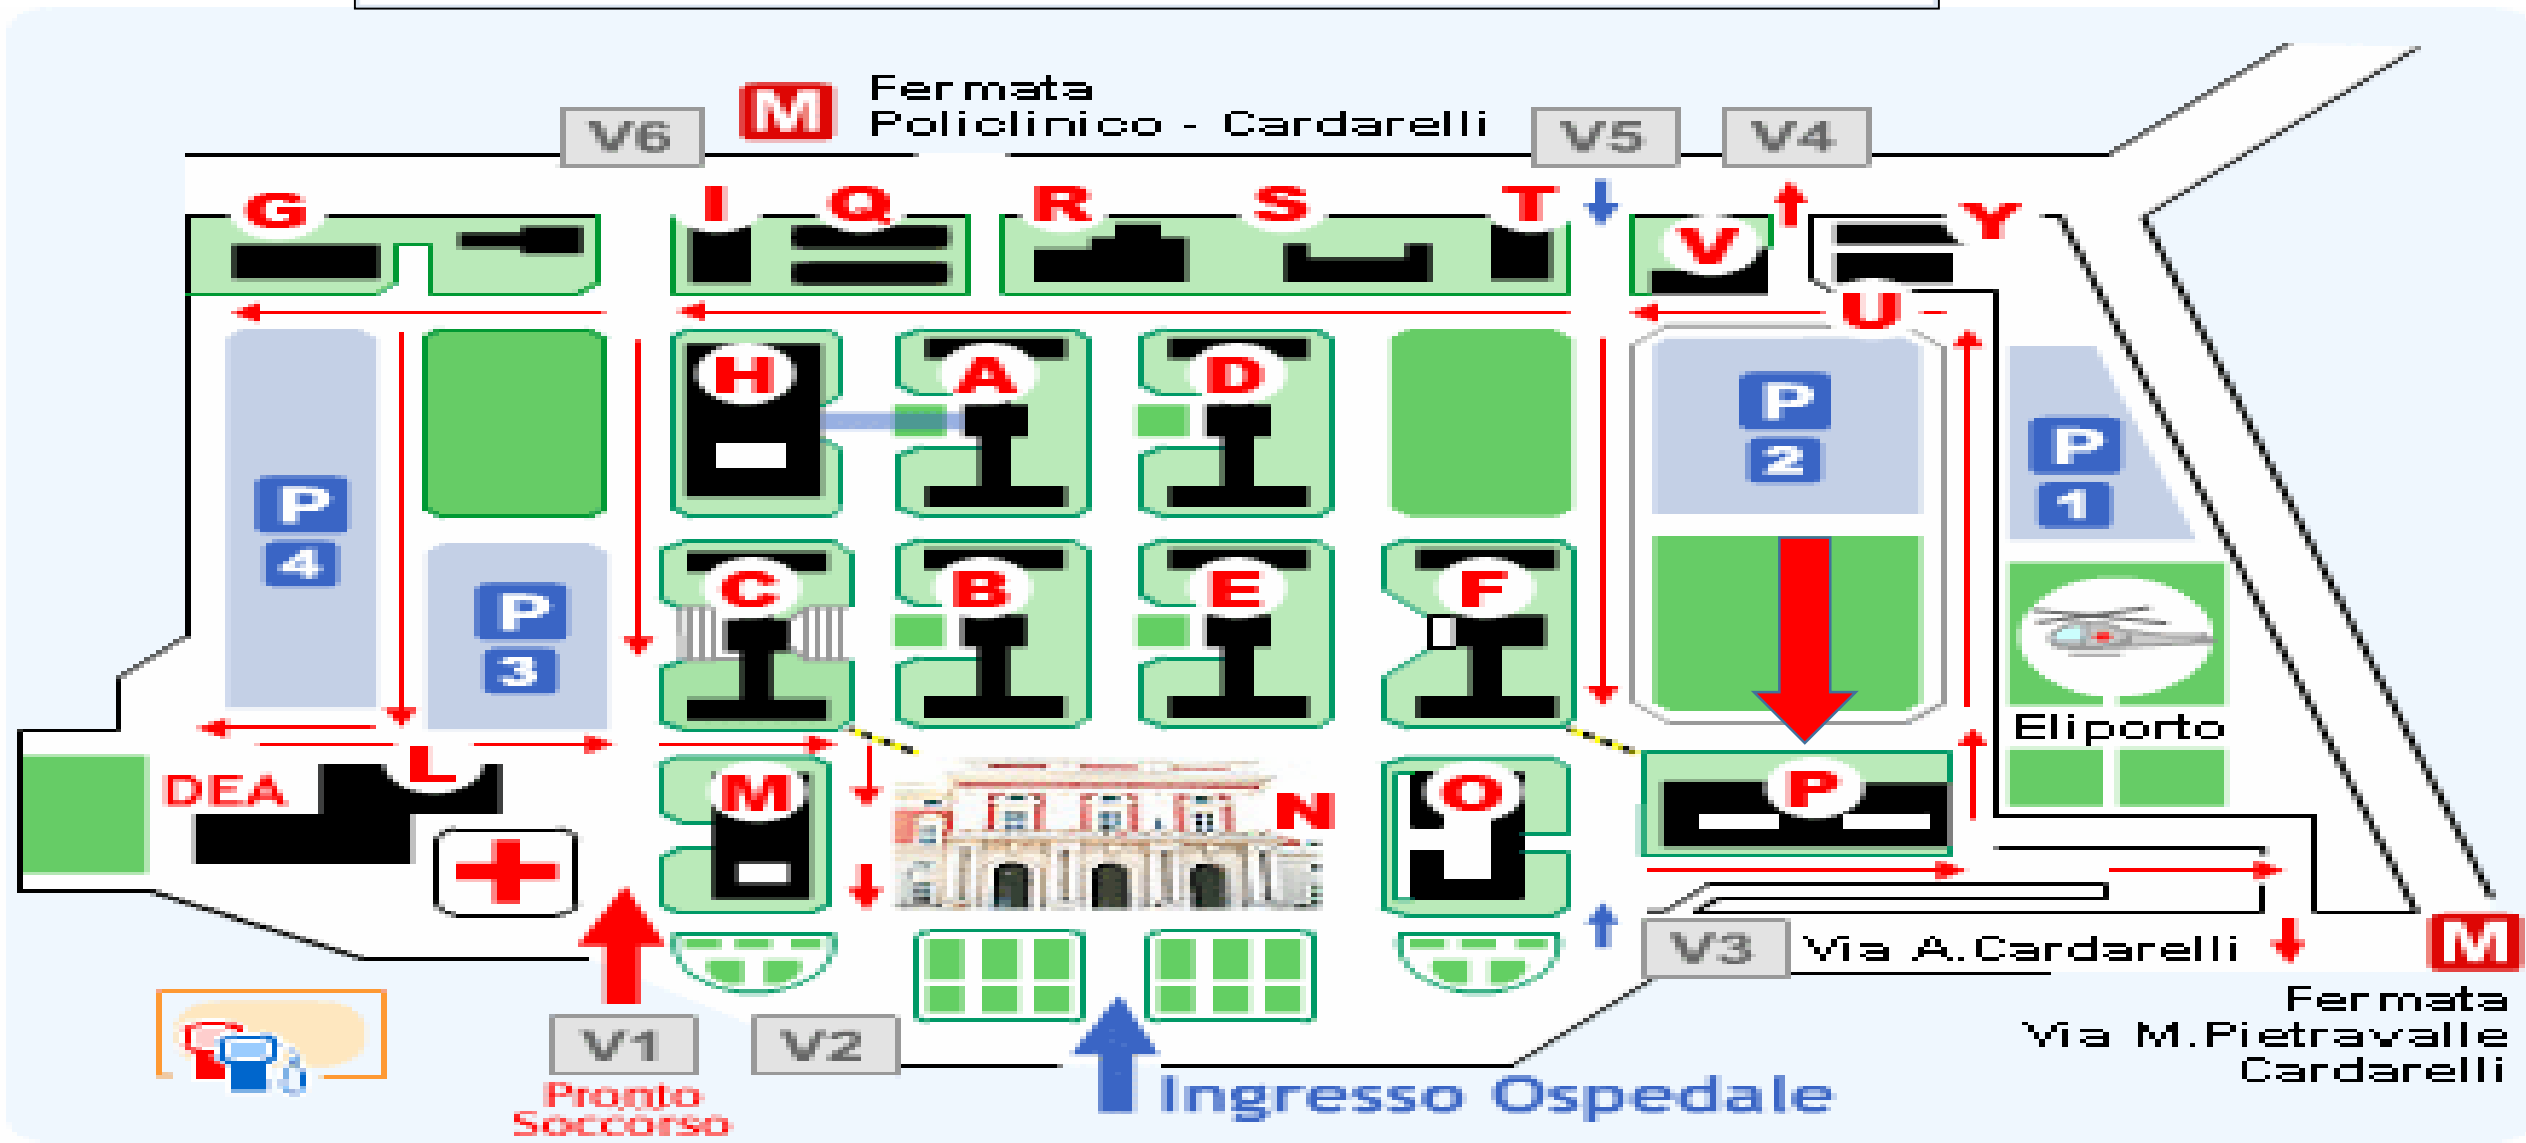 M
Fermata
Policlinico - Cardarelli
V6
V5
V4
G
I
Q
R
S
T
V
Y
U
H
A
D
P
2
P
1
P
4
C
B
E
F
P
3
Eliporto
DEA
L
M
N
O
P
V3
Via A.Cardarelli
M
Fermata
Via M.Pietravalle
Cardarelli
V1
V2
Pronto
Soccorso
Ingresso Ospedale